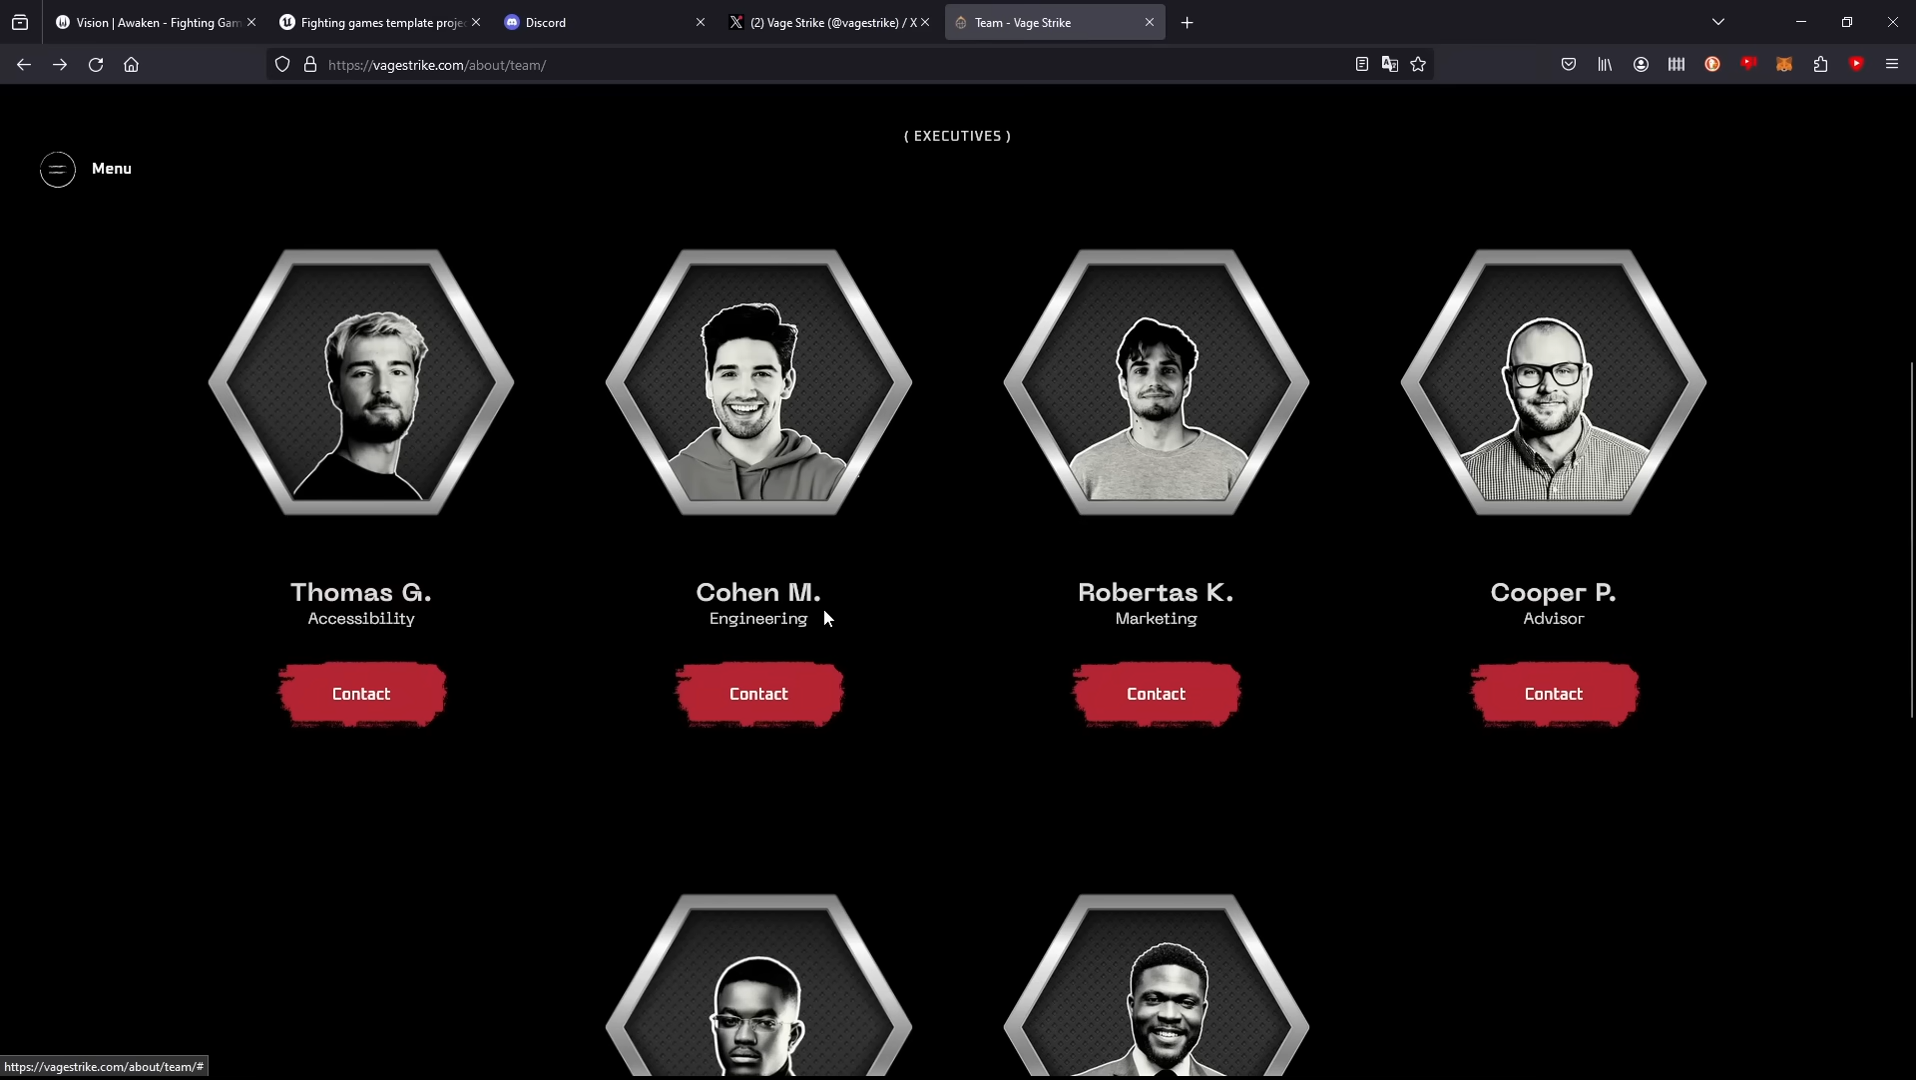 Vision | Awaken - Fighting Gam
Fighting games template proje
Discord
(2) Vage Strike (@vagestrike) / X
Team - Vage Strike
https://vagestrike.com/about/team/
( EXECUTIVES )
Menu
Thomas G.
Accessibility
Contact
Cohen M.
Engineering
Contact
Robertas K.
Marketing
Contact
Cooper P.
Advisor
Contact
https://vagestrike.com/about/team/#